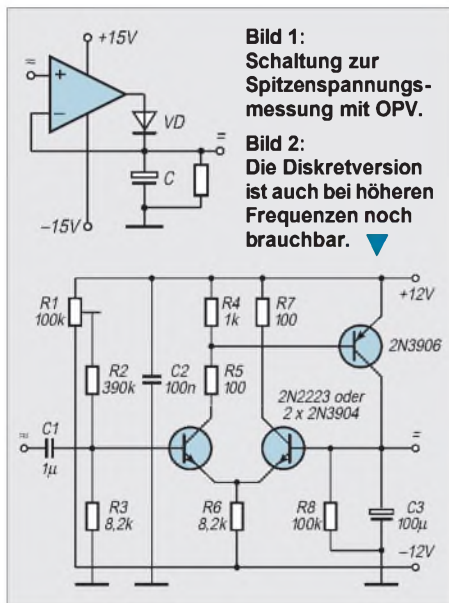 +15V
≂
+
−
VD
=
C
−15V
Bild 1:
Schaltung zur
Spitzenspannungs-
messung mit OPV.
Bild 2:
Die Diskretversion
ist auch bei höheren
Frequenzen noch
brauchbar.
R1
100k
R4
1k
R7
100
+12V
2N3906
R2
390k
C2
100n
R5
100
2N2223 oder
2 x 2N3904
≂
C1
1µ
=
R3
8,2k
R6
8,2k
R8
100k
C3
100µ
−12V